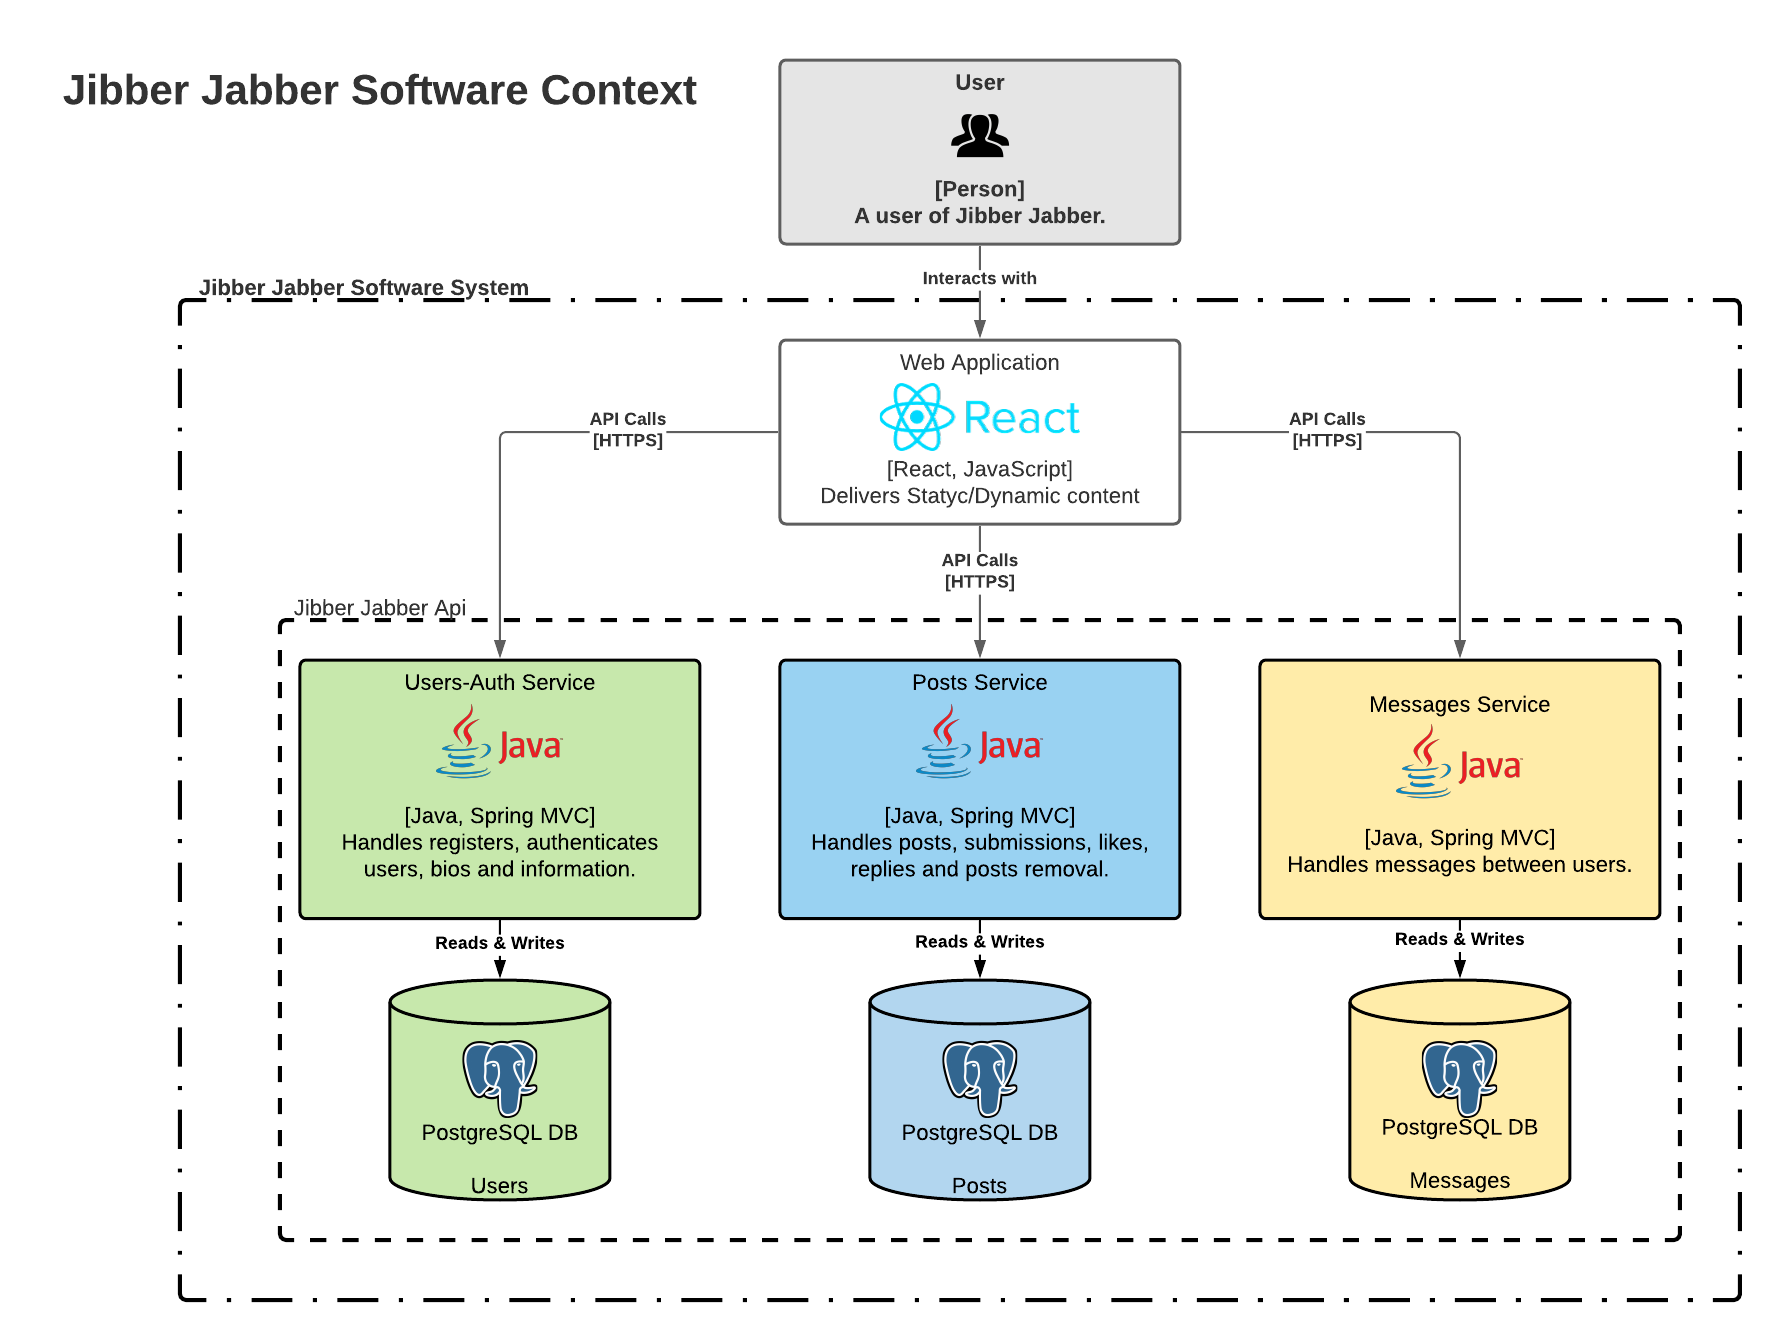 Jibber Jabber Software Context
User
[Person]
A user of Jibber Jabber.
Interacts with
Jibber Jabber Software System
Web Application
React
[React, JavaScript]
Delivers Statyc/Dynamic content
API Calls
[HTTPS]
API Calls
[HTTPS]
API Calls
[HTTPS]
Jibber Jabber Api
Users-Auth Service
Java
[Java, Spring MVC]
Handles registers, authenticates
users, bios and information.
Posts Service
Java
[Java, Spring MVC]
Handles posts, submissions, likes,
replies and posts removal.
Messages Service
Java
[Java, Spring MVC]
Handles messages between users.
Reads & Writes
Reads & Writes
Reads & Writes
PostgreSQL DB
Users
PostgreSQL DB
Posts
PostgreSQL DB
Messages